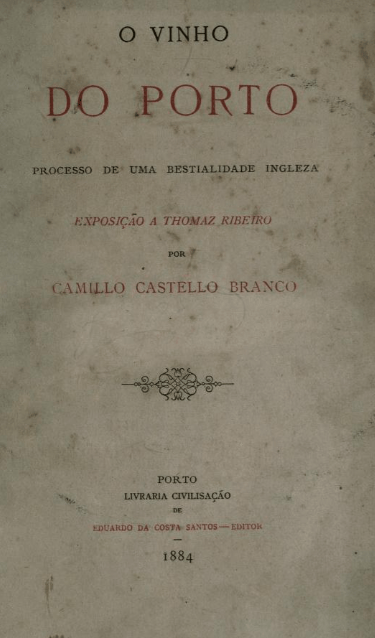 O VINHO
DO PORTO
PROCESSO DE UMA BESTIALIDADE INGLEZA
EXPOSIÇÃO A THOMAZ RIBEIRO
POR
CAMILLO CASTELLO BRANCO
PORTO
LIVRARIA CIVILISAÇÃO
DE
EDUARDO DA COSTA SANTOS—EDITOR
1884